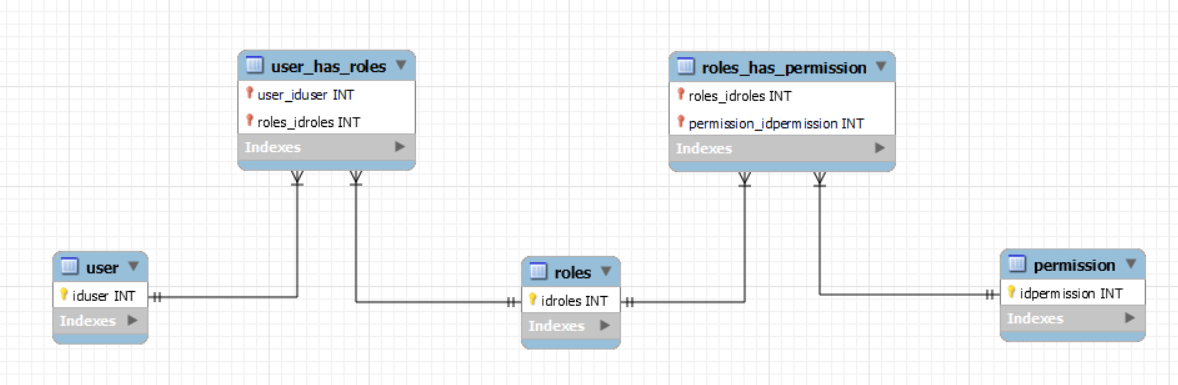 user_has_roles
user_iduser INT
roles_idroles INT
Indexes
roles_has_permission
roles_idroles INT
permission_idpermission INT
Indexes
user
iduser INT
Indexes
roles
idroles INT
Indexes
permission
idpermission INT
Indexes